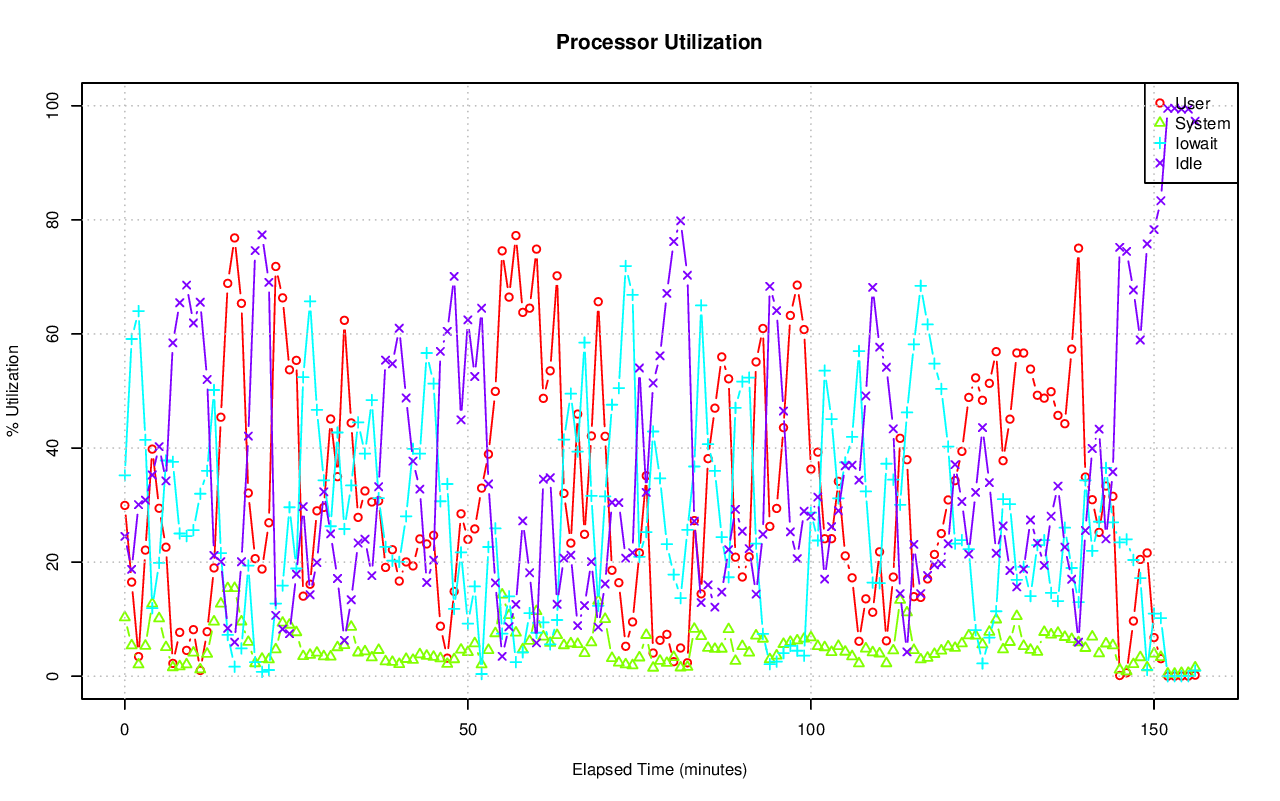 Processor Utilization
% Utilization
100
80
60
40
20
0
User
System
Iowait
Idle
0 50 100 150
Elapsed Time (minutes)